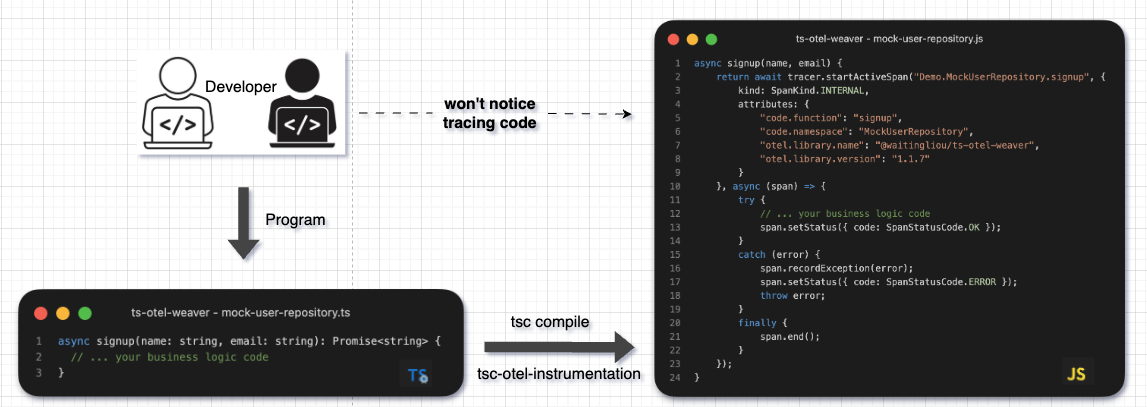 Developer
</>
</>
won't notice
tracing code
Program
ts-otel-weaver - mock-user-repository.ts
1 async signup(name: string, email: string): Promise<string> {
2 // ... your business logic code
3 }
TS
tsc compile
tsc-otel-instrumentation
ts-otel-weaver - mock-user-repository.js
1 async signup(name, email) {
2 return await tracer.startActiveSpan("Demo.MockUserRepository.signup", {
3 kind: SpanKind.INTERNAL,
4 attributes: {
5 "code.function": "signup",
6 "code.namespace": "MockUserRepository",
7 "otel.library.name": "@waitingliou/ts-otel-weaver",
8 "otel.library.version": "1.1.7"
9 }
10 }, async (span) => {
11 try {
12 // ... your business logic code
13 span.setStatus({ code: SpanStatusCode.OK });
14 }
15 catch (error) {
16 span.recordException(error);
17 span.setStatus({ code: SpanStatusCode.ERROR });
18 throw error;
19 }
20 finally {
21 span.end();
22 }
23 });
24 }
JS